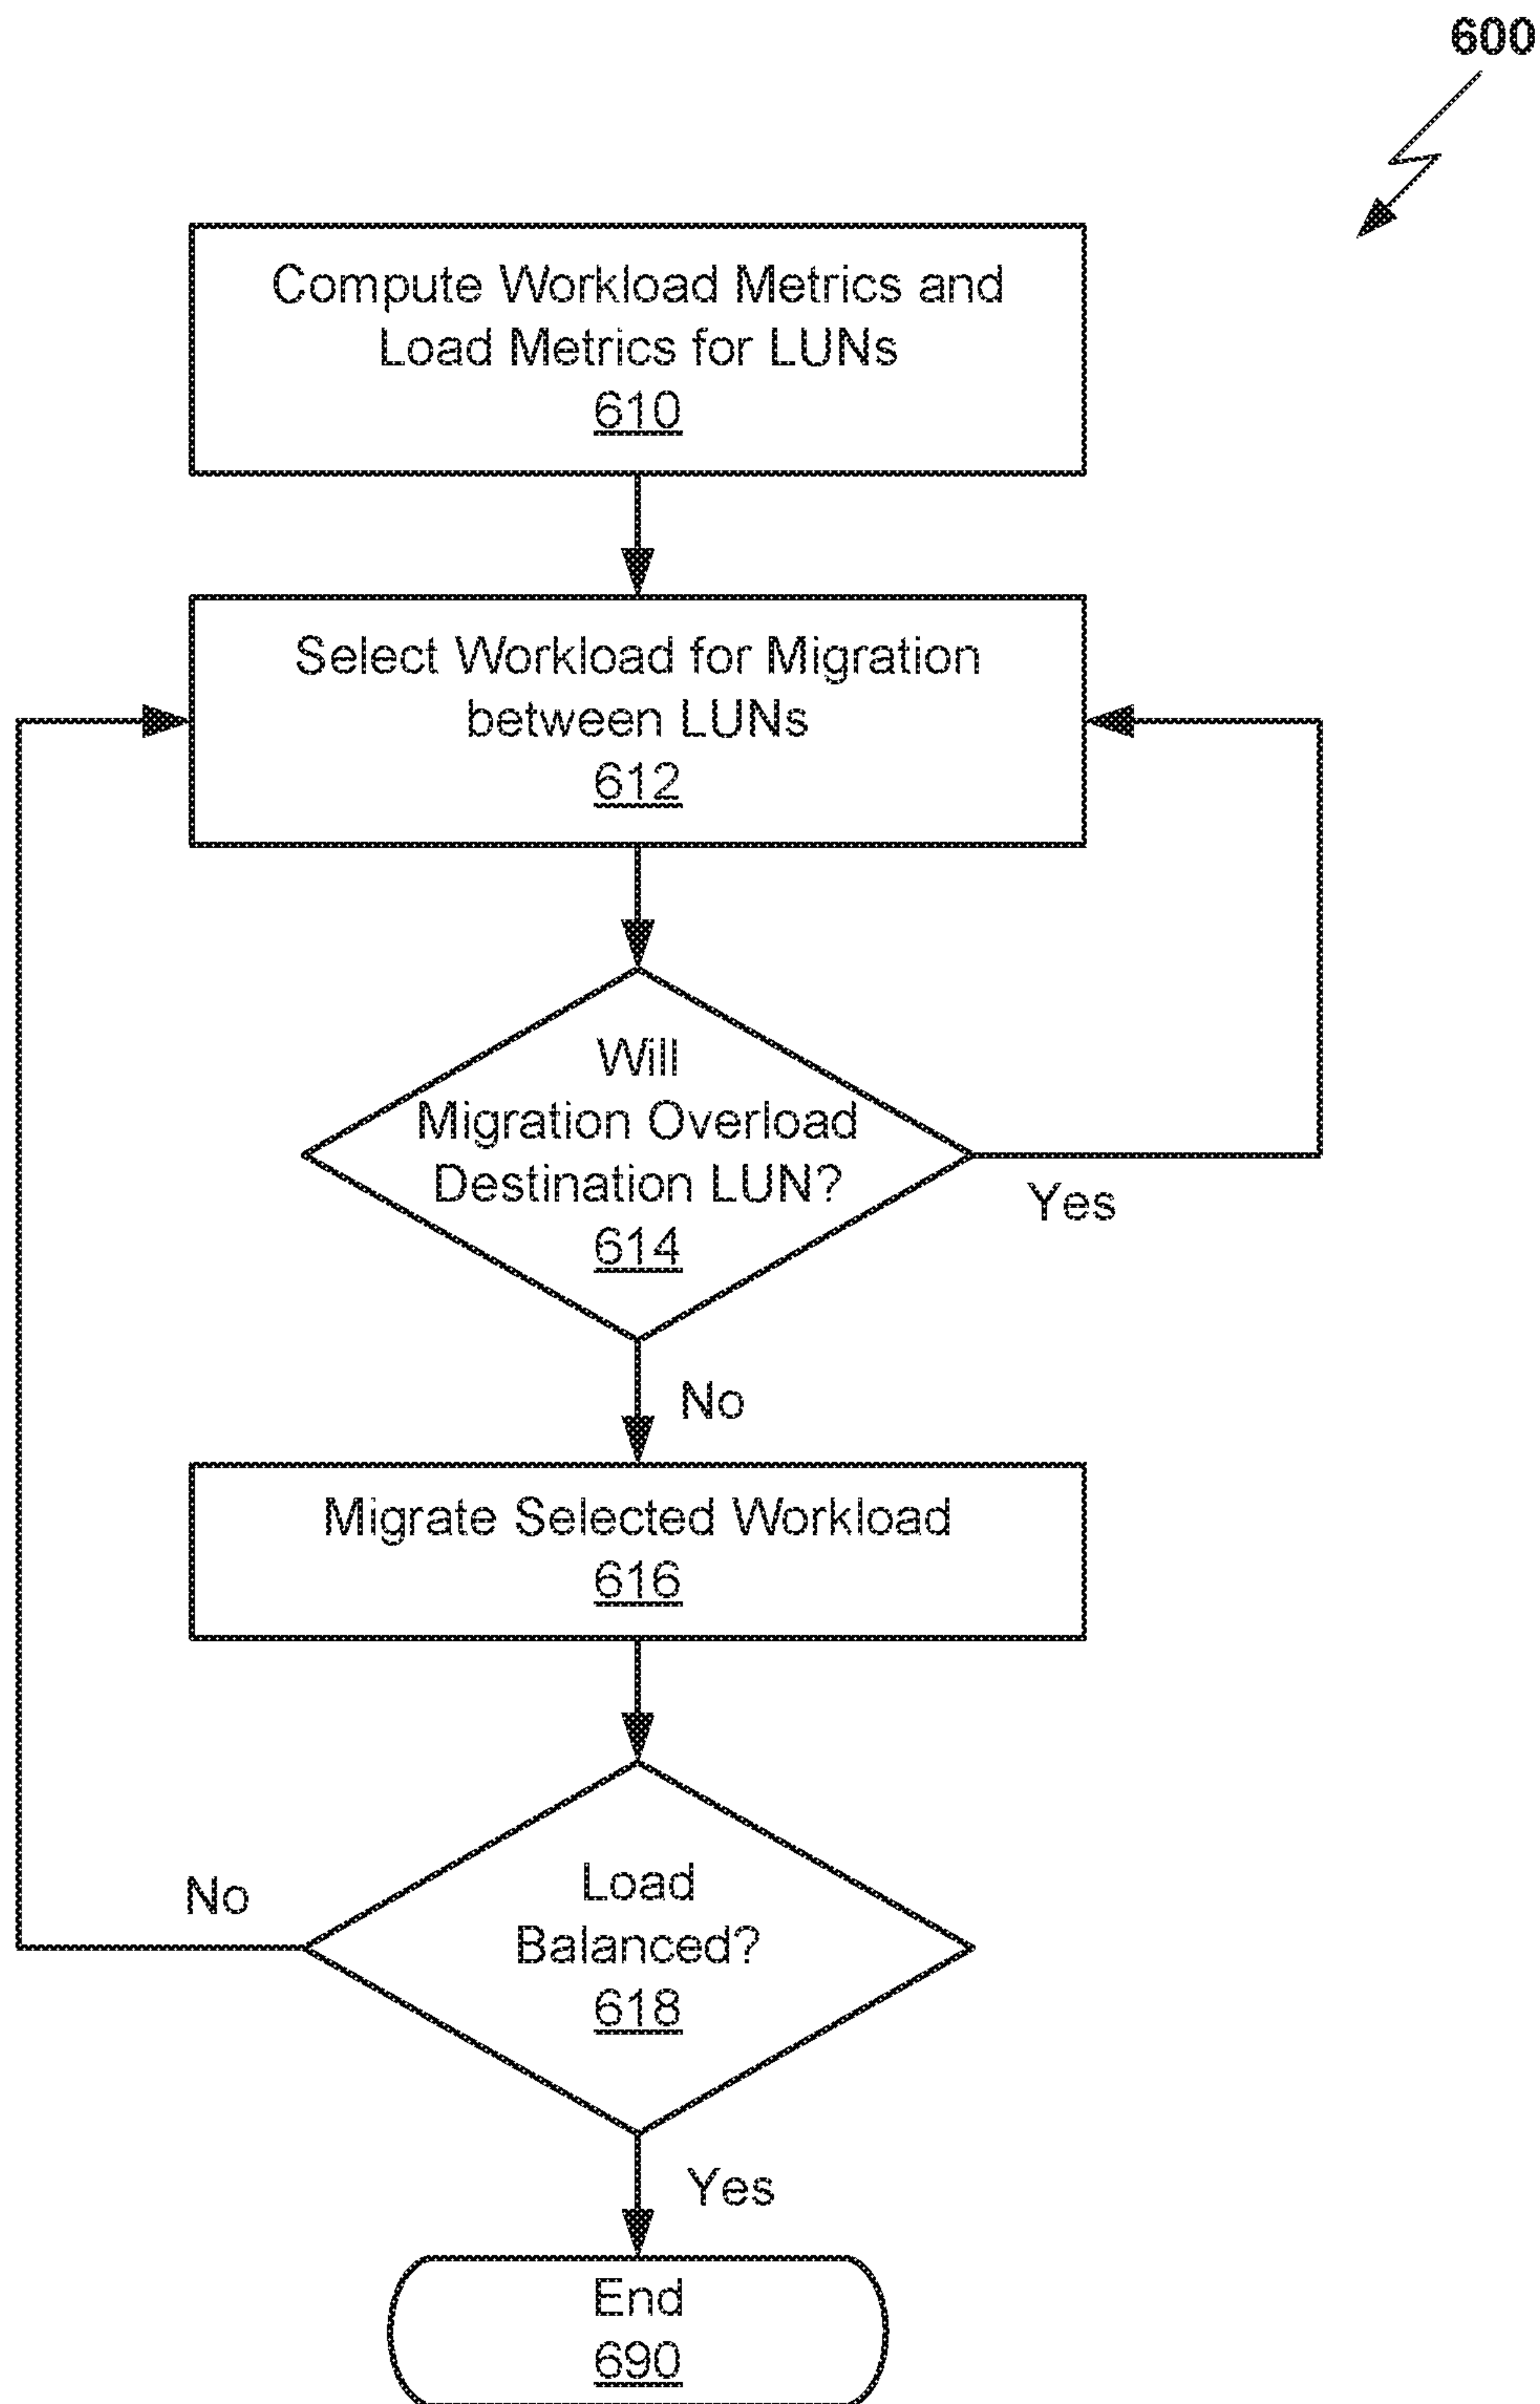 600
Compute Workload Metrics and
Load Metrics for LUNs
610
Select Workload for Migration
between LUNs
612
Will
Migration Overload
Destination LUN?
614
Yes
No
Migrate Selected Workload
616
Load
Balanced?
618
No
Yes
End
690